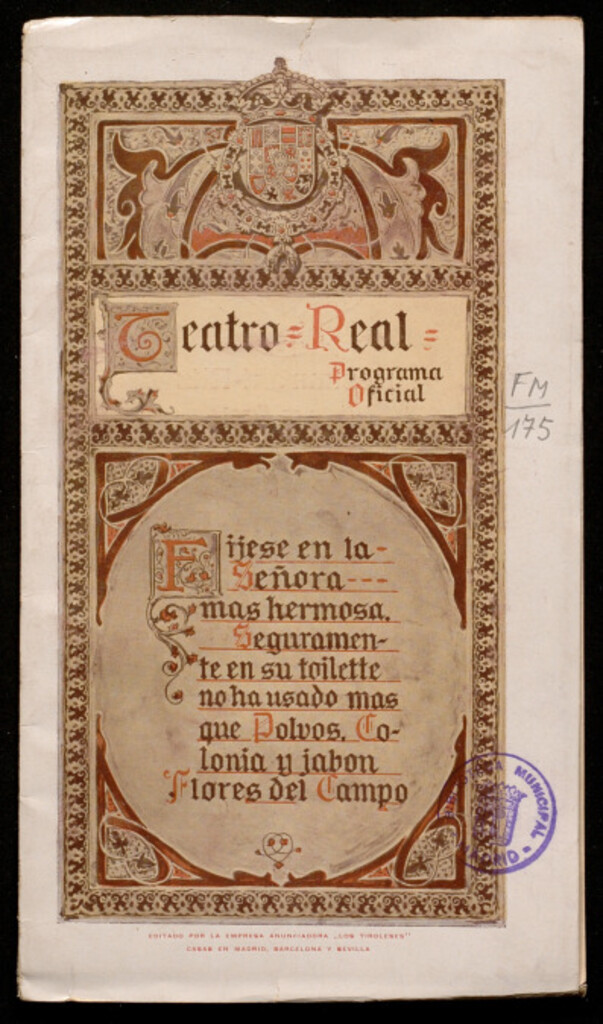 Teatro=Real=
Programa
Oficial
FM
175
Fijese en la-
Señora---
mas hermosa.
Seguramen-
te en su toilette
no ha usado mas
que Polvos, Co-
lonia y jabon
Flores del Campo
BIBLIOTECA MUNICIPAL
MADRID
EDITADO POR LA EMPRESA ANUNCIADORA „LOS TIROLESES"
CASAS EN MADRID, BARCELONA Y SEVILLA